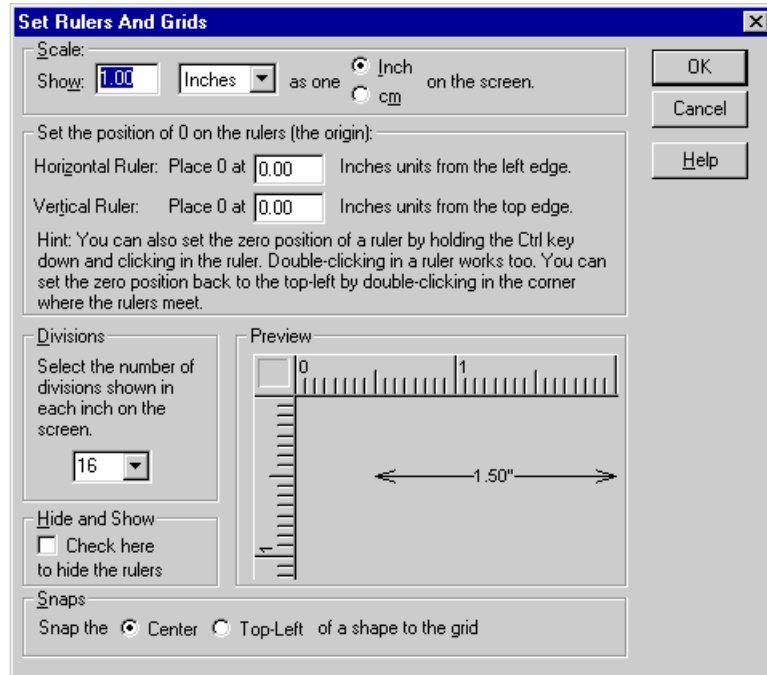 Set Rulers And Grids
Scale:
Show: 1.00 Inches as one Inch cm on the screen.
OK
Cancel
Help
Set the position of 0 on the rulers (the origin):
Horizontal Ruler: Place 0 at 0.00 Inches units from the left edge.
Vertical Ruler: Place 0 at 0.00 Inches units from the top edge.
Hint: You can also set the zero position of a ruler by holding the Ctrl key
down and clicking in the ruler. Double-clicking in a ruler works too. You can
set the zero position back to the top-left by double-clicking in the corner
where the rulers meet.
Divisions
Select the number of
divisions shown in
each inch on the
screen.
16
Preview
0 1
1.50"
1
Hide and Show
Check here
to hide the rulers
Snaps
Snap the Center Top-Left of a shape to the grid